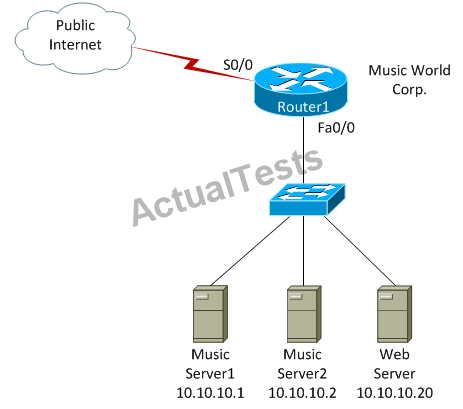 Public
Internet
S0/0
Music World
Corp.
Router1
Fa0/0
ActualTests
Music
Server1
10.10.10.1
Music
Server2
10.10.10.2
Web
Server
10.10.10.20